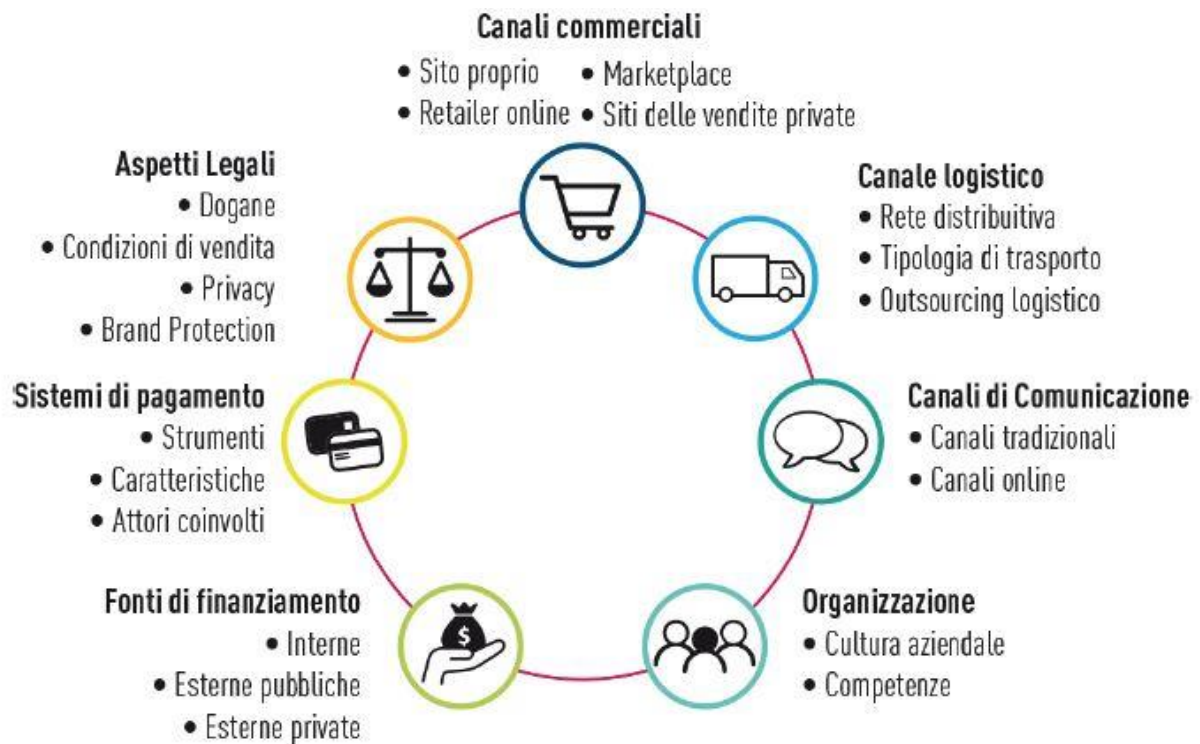 Canali commerciali
• Sito proprio • Marketplace
• Retailer online • Siti delle vendite private
Canale logistico
• Rete distribuitiva
• Tipologia di trasporto
• Outsourcing logistico
Canali di Comunicazione
• Canali tradizionali
• Canali online
Organizzazione
• Cultura aziendale
• Competenze
Fonti di finanziamento
• Interne
• Esterne pubbliche
• Esterne private
$
Sistemi di pagamento
• Strumenti
• Caratteristiche
• Attori coinvolti
Aspetti Legali
• Dogane
• Condizioni di vendita
• Privacy
• Brand Protection